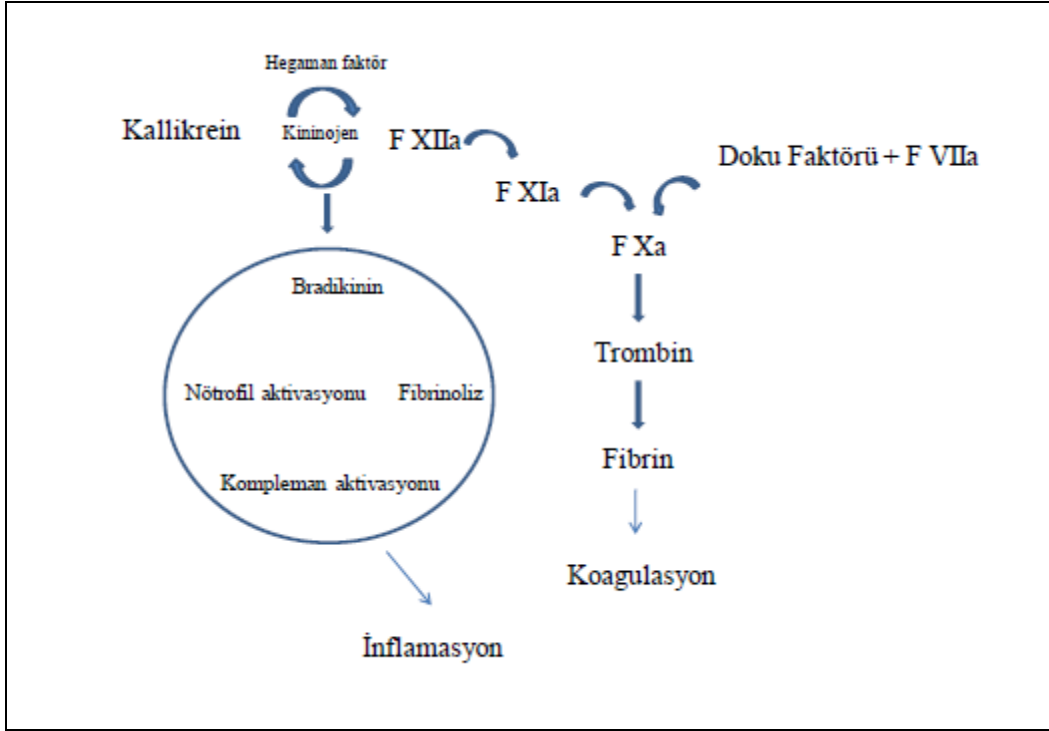 Hegaman faktör
Kallikrein
Kininojen
F XIIa
Doku Faktörü + F VIIa
F XIa
F Xa
Bradikinin
Trombin
Nötrofil aktivasyonu
Fibrinoliz
Fibrin
Kompleman aktivasyonu
Koagulasyon
İnflamasyon